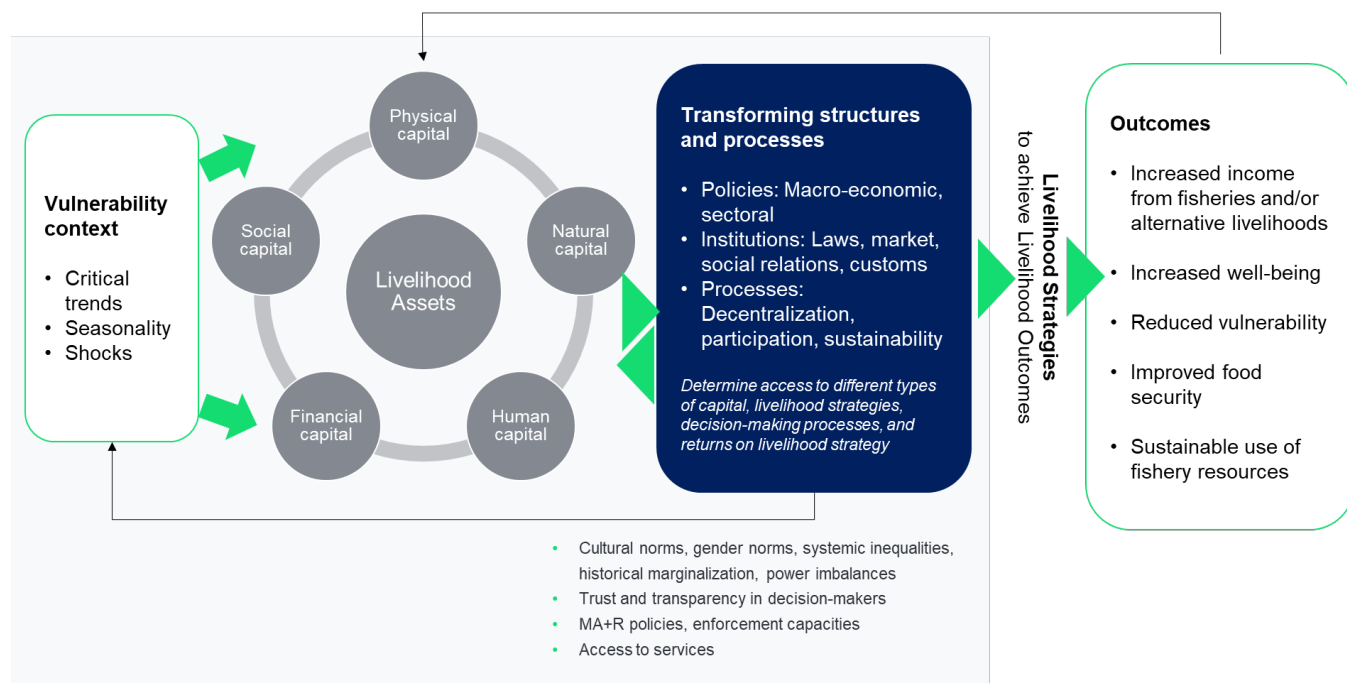 Vulnerability
context
• Critical
trends
• Seasonality
• Shocks
Physical
capital
Social
capital
Natural
capital
Livelihood
Assets
Financial
capital
Human
capital
Transforming structures
and processes
• Policies: Macro-economic,
sectoral
• Institutions: Laws, market,
social relations, customs
• Processes:
Decentralization,
participation, sustainability
Determine access to different types
of capital, livelihood strategies,
decision-making processes, and
returns on livelihood strategy
Livelihood Strategies
to achieve Livelihood Outcomes
Outcomes
• Increased income
from fisheries and/or
alternative livelihoods
• Increased well-being
• Reduced vulnerability
• Improved food
security
• Sustainable use of
fishery resources
• Cultural norms, gender norms, systemic inequalities,
historical marginalization, power imbalances
• Trust and transparency in decision-makers
• MA+R policies, enforcement capacities
• Access to services